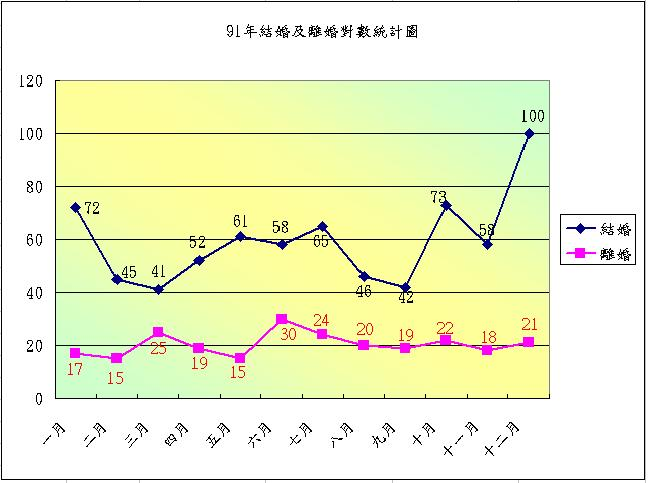 91年結婚及離婚對數統計圖
120
100
80
60
40
20
0
72
45
41
52
61
58
65
46
42
73
58
100
17
15
25
19
15
30
24
20
19
22
18
21
一月
二月
三月
四月
五月
六月
七月
八月
九月
十月
十一月
十二月
結婚
離婚